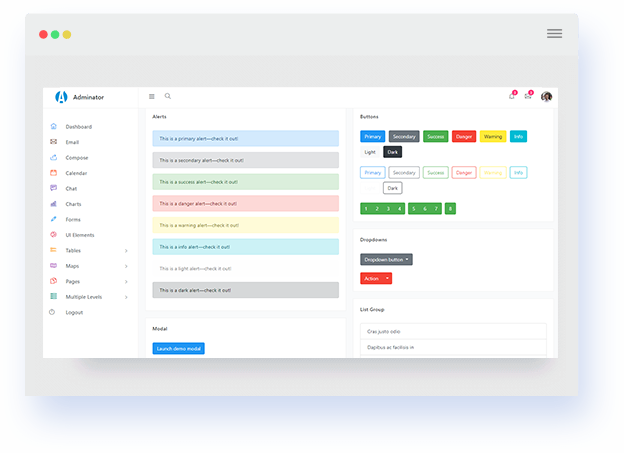 Adminator
Dashboard
Email
Compose
Calendar
Chat
Charts
Forms
UI Elements
Tables
Maps
Pages
Multiple Levels
Logout
Alerts
This is a primary alert—check it out!
This is a secondary alert—check it out!
This is a success alert—check it out!
This is a danger alert—check it out!
This is a warning alert—check it out!
This is a info alert—check it out!
This is a light alert—check it out!
This is a dark alert—check it out!
Modal
Launch demo modal
Buttons
Primary Secondary Success Danger Warning Info
Light Dark
Primary Secondary Success Danger Warning Info
Dark
1 2 3 4 5 6 7 8
Dropdowns
Dropdown button
Action
List Group
Cras justo odio
Dapibus ac facilisis in